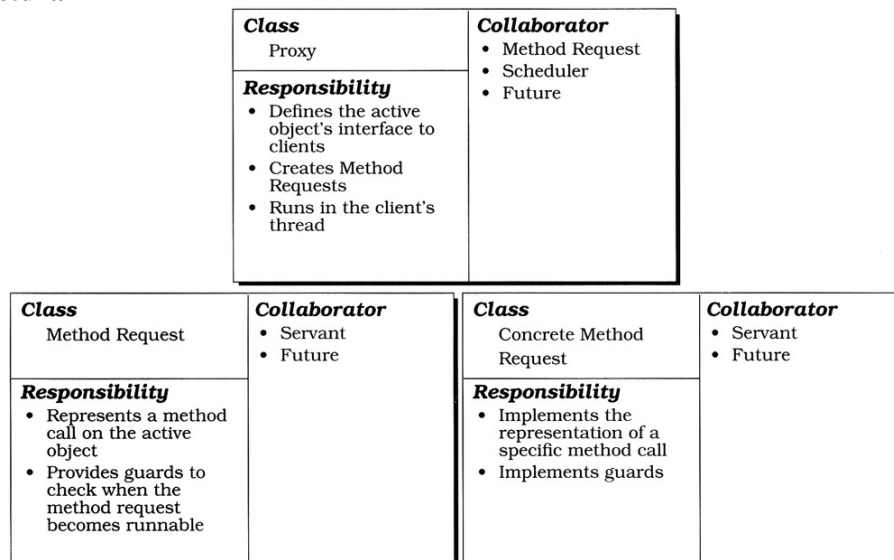 Class
Proxy
Collaborator
• Method Request
• Scheduler
• Future
Responsibility
• Defines the active
object's interface to
clients
• Creates Method
Requests
• Runs in the client's
thread
Class
Method Request
Collaborator
• Servant
• Future
Responsibility
• Represents a method
call on the active
object
• Provides guards to
check when the
method request
becomes runnable
Class
Concrete Method
Request
Collaborator
• Servant
• Future
Responsibility
• Implements the
representation of a
specific method call
• Implements guards